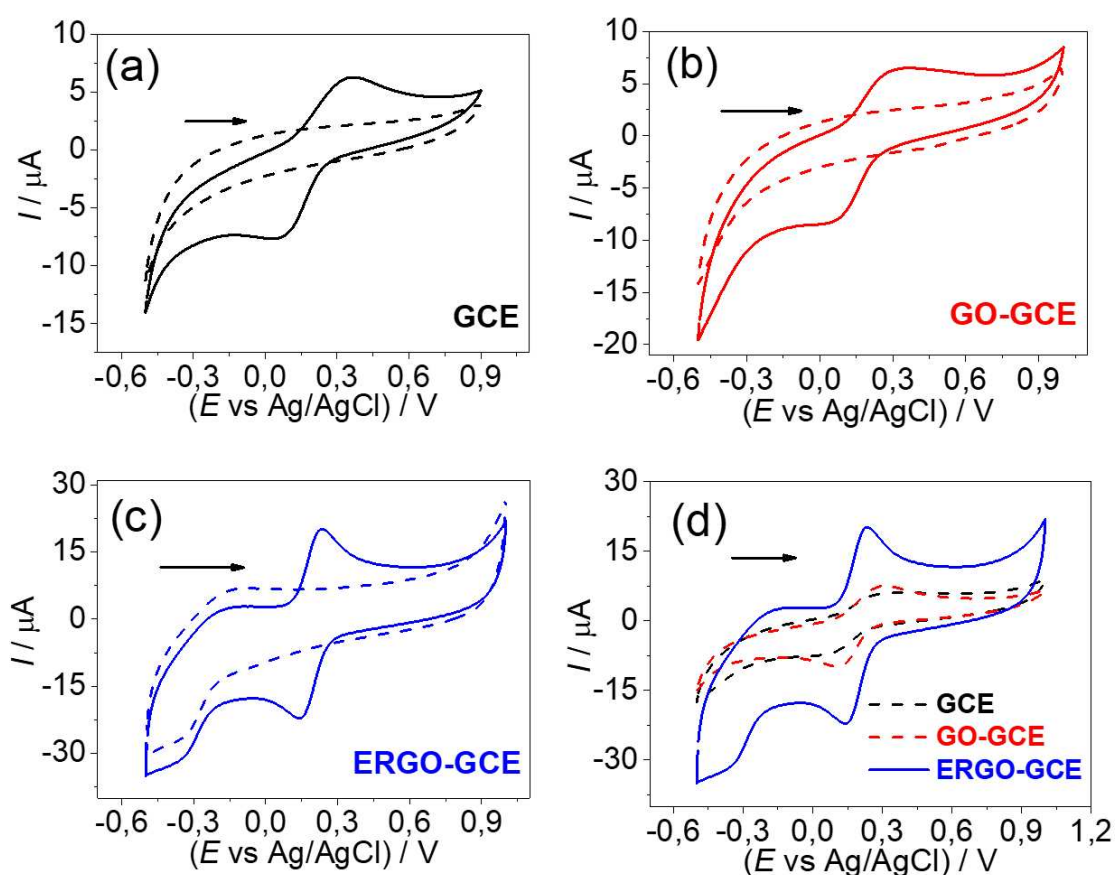 (a)
10
5
0
-5
-10
-15
I / μA
GCE
-0,6 -0,3 0,0 0,3 0,6 0,9
(E vs Ag/AgCl) / V
(b)
10
5
0
-5
-10
-15
-20
I / μA
GO-GCE
-0,6 -0,3 0,0 0,3 0,6 0,9
(E vs Ag/AgCl) / V
(c)
30
15
0
-15
-30
I / μA
ERGO-GCE
-0,6 -0,3 0,0 0,3 0,6 0,9
(E vs Ag/AgCl) / V
(d)
30
15
0
-15
-30
I / μA
GCE
GO-GCE
ERGO-GCE
-0,6 -0,3 0,0 0,3 0,6 0,9 1,2
(E vs Ag/AgCl) / V